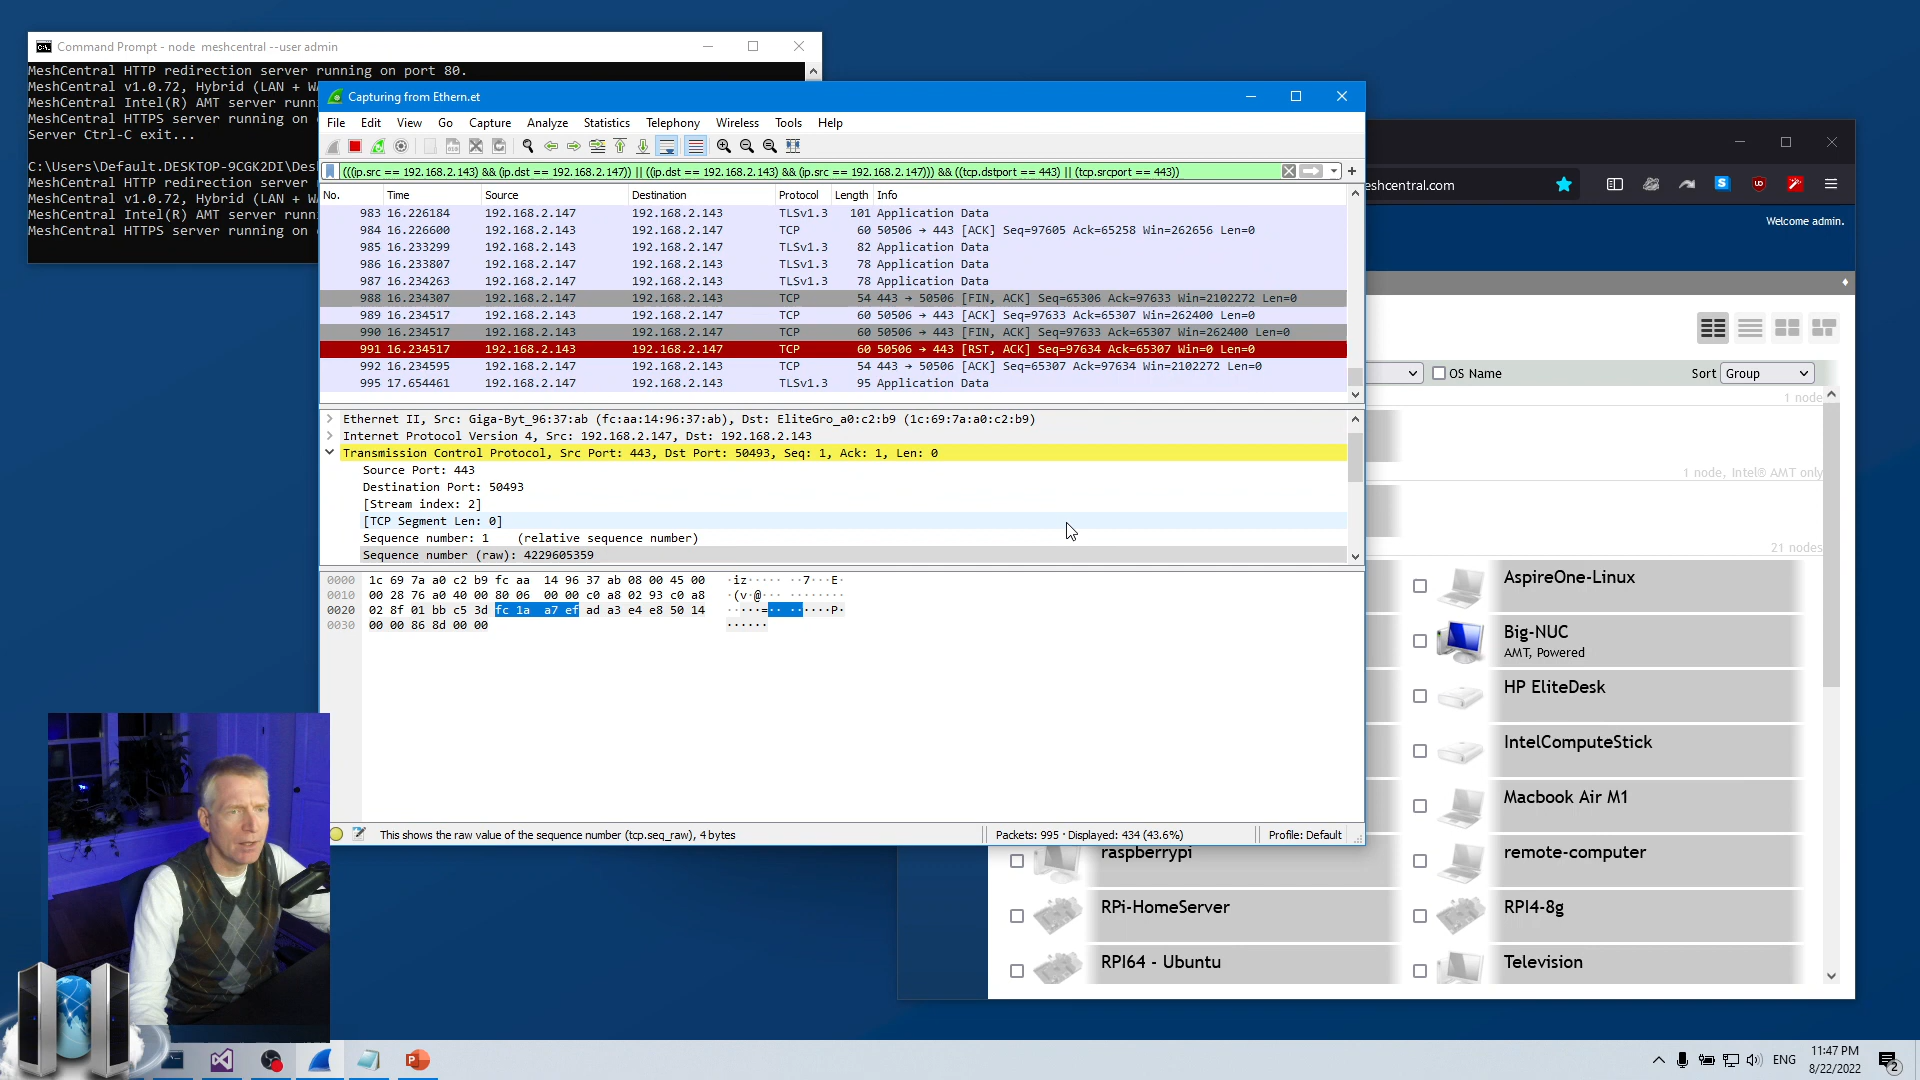 Command Prompt - node  meshcentral --user admin
MeshCentral HTTP redirection server running on port 80.
MeshCentral v1.0.72, Hybrid (LAN + WA
MeshCentral Intel(R) AMT server runni
MeshCentral HTTPS server running on
Server Ctrl-C exit...
C:\Users\Default.DESKTOP-9CGK2DI\Des
MeshCentral HTTP redirection server
MeshCentral v1.0.72, Hybrid (LAN + WA
MeshCentral Intel(R) AMT server runni
MeshCentral HTTPS server running on
Capturing from Ethern.et
File Edit View Go Capture Analyze Statistics Telephony Wireless Tools Help
(((ip.src == 192.168.2.143) && (ip.dst == 192.168.2.147)) || ((ip.dst == 192.168.2.143) && (ip.src == 192.168.2.147))) && ((tcp.dstport == 443) || (tcp.srcport == 443))
No. Time Source Destination Protocol Length Info
983 16.226184 192.168.2.147 192.168.2.143 TLSv1.3 101 Application Data
984 16.226600 192.168.2.143 192.168.2.147 TCP 60 50506 → 443 [ACK] Seq=97605 Ack=65258 Win=262656 Len=0
985 16.233299 192.168.2.143 192.168.2.147 TLSv1.3 82 Application Data
986 16.233807 192.168.2.147 192.168.2.143 TLSv1.3 78 Application Data
987 16.234263 192.168.2.147 192.168.2.143 TLSv1.3 78 Application Data
988 16.234307 192.168.2.147 192.168.2.143 TCP 54 443 → 50506 [FIN, ACK] Seq=65306 Ack=97633 Win=2102272 Len=0
989 16.234517 192.168.2.143 192.168.2.147 TCP 60 50506 → 443 [ACK] Seq=97633 Ack=65307 Win=262400 Len=0
990 16.234517 192.168.2.143 192.168.2.147 TCP 60 50506 → 443 [FIN, ACK] Seq=97633 Ack=65307 Win=262400 Len=0
991 16.234517 192.168.2.143 192.168.2.147 TCP 60 50506 → 443 [RST, ACK] Seq=97634 Ack=65307 Win=0 Len=0
992 16.234595 192.168.2.147 192.168.2.143 TCP 54 443 → 50506 [ACK] Seq=65307 Ack=97634 Win=2102272 Len=0
995 17.654461 192.168.2.147 192.168.2.143 TLSv1.3 95 Application Data
Ethernet II, Src: Giga-Byt_96:37:ab (fc:aa:14:96:37:ab), Dst: EliteGro_a0:c2:b9 (1c:69:7a:a0:c2:b9)
Internet Protocol Version 4, Src: 192.168.2.147, Dst: 192.168.2.143
Transmission Control Protocol, Src Port: 443, Dst Port: 50493, Seq: 1, Ack: 1, Len: 0
Source Port: 443
Destination Port: 50493
[Stream index: 2]
[TCP Segment Len: 0]
Sequence number: 1    (relative sequence number)
Sequence number (raw): 4229605359
0000 1c 69 7a a0 c2 b9 fc aa 14 96 37 ab 08 00 45 00 ·iz····· ··7···E·
0010 00 28 76 a0 40 00 80 06 00 00 c0 a8 02 93 c0 a8 ·(v·@··· ········
0020 02 8f 01 bb c5 3d fc 1a a7 ef ad a3 e4 e8 50 14 ·····=·· ······P·
0030 00 00 86 8d 00 00 ······
This shows the raw value of the sequence number (tcp.seq_raw), 4 bytes
Packets: 995 · Displayed: 434 (43.6%)
Profile: Default
eshcentral.com
Welcome admin.
OS Name
Sort Group
1 node
1 node, Intel® AMT only
21 nodes
AspireOne-Linux
Big-NUC
AMT, Powered
HP EliteDesk
IntelComputeStick
Macbook Air M1
raspberrypi
remote-computer
RPi-HomeServer
RPI4-8g
RPI64 - Ubuntu
Television
ENG
11:47 PM
8/22/2022
2